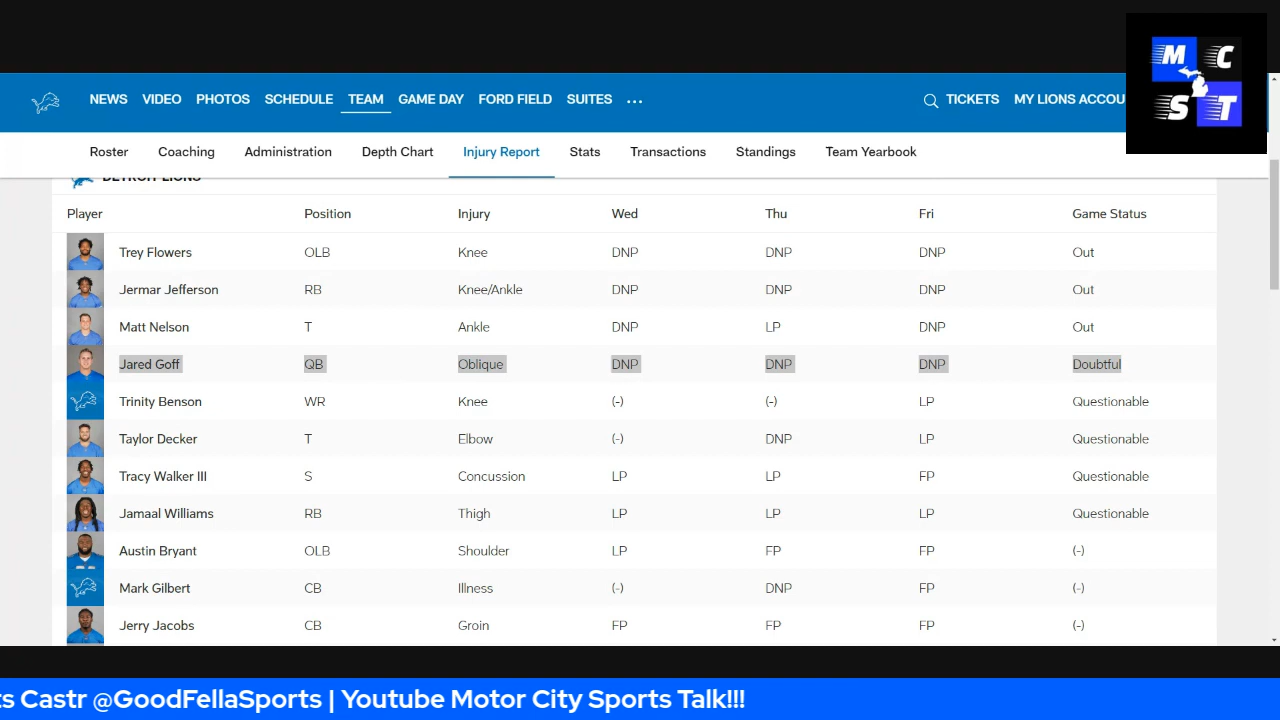 M C
S T
NEWS VIDEO PHOTOS SCHEDULE TEAM GAME DAY FORD FIELD SUITES ... TICKETS MY LIONS ACCOU
Roster Coaching Administration Depth Chart Injury Report Stats Transactions Standings Team Yearbook
DETROIT LIONS
Player Position Injury Wed Thu Fri Game Status
Trey Flowers OLB Knee DNP DNP DNP Out
Jermar Jefferson RB Knee/Ankle DNP DNP DNP Out
Matt Nelson T Ankle DNP LP DNP Out
Jared Goff QB Oblique DNP DNP DNP Doubtful
Trinity Benson WR Knee (-) (-) LP Questionable
Taylor Decker T Elbow (-) DNP LP Questionable
Tracy Walker III S Concussion LP LP FP Questionable
Jamaal Williams RB Thigh LP LP LP Questionable
Austin Bryant OLB Shoulder LP FP FP (-)
Mark Gilbert CB Illness (-) DNP FP (-)
Jerry Jacobs CB Groin FP FP FP (-)
ts Castr @GoodFellaSports | Youtube Motor City Sports Talk!!!